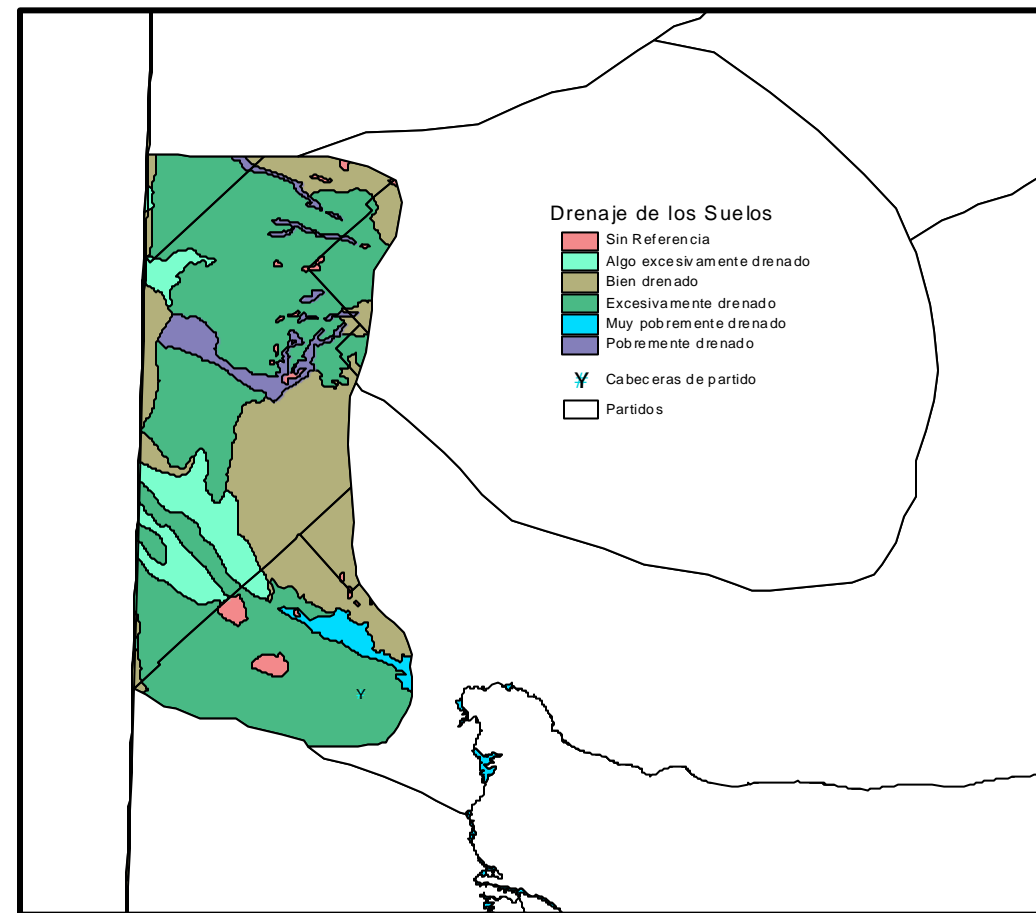 Drenaje de los Suelos
Sin Referencia
Algo excesivamente drenado
Bien drenado
Excesivamente drenado
Muy pobremente drenado
Pobremente drenado
Cabeceras de partido
Partidos